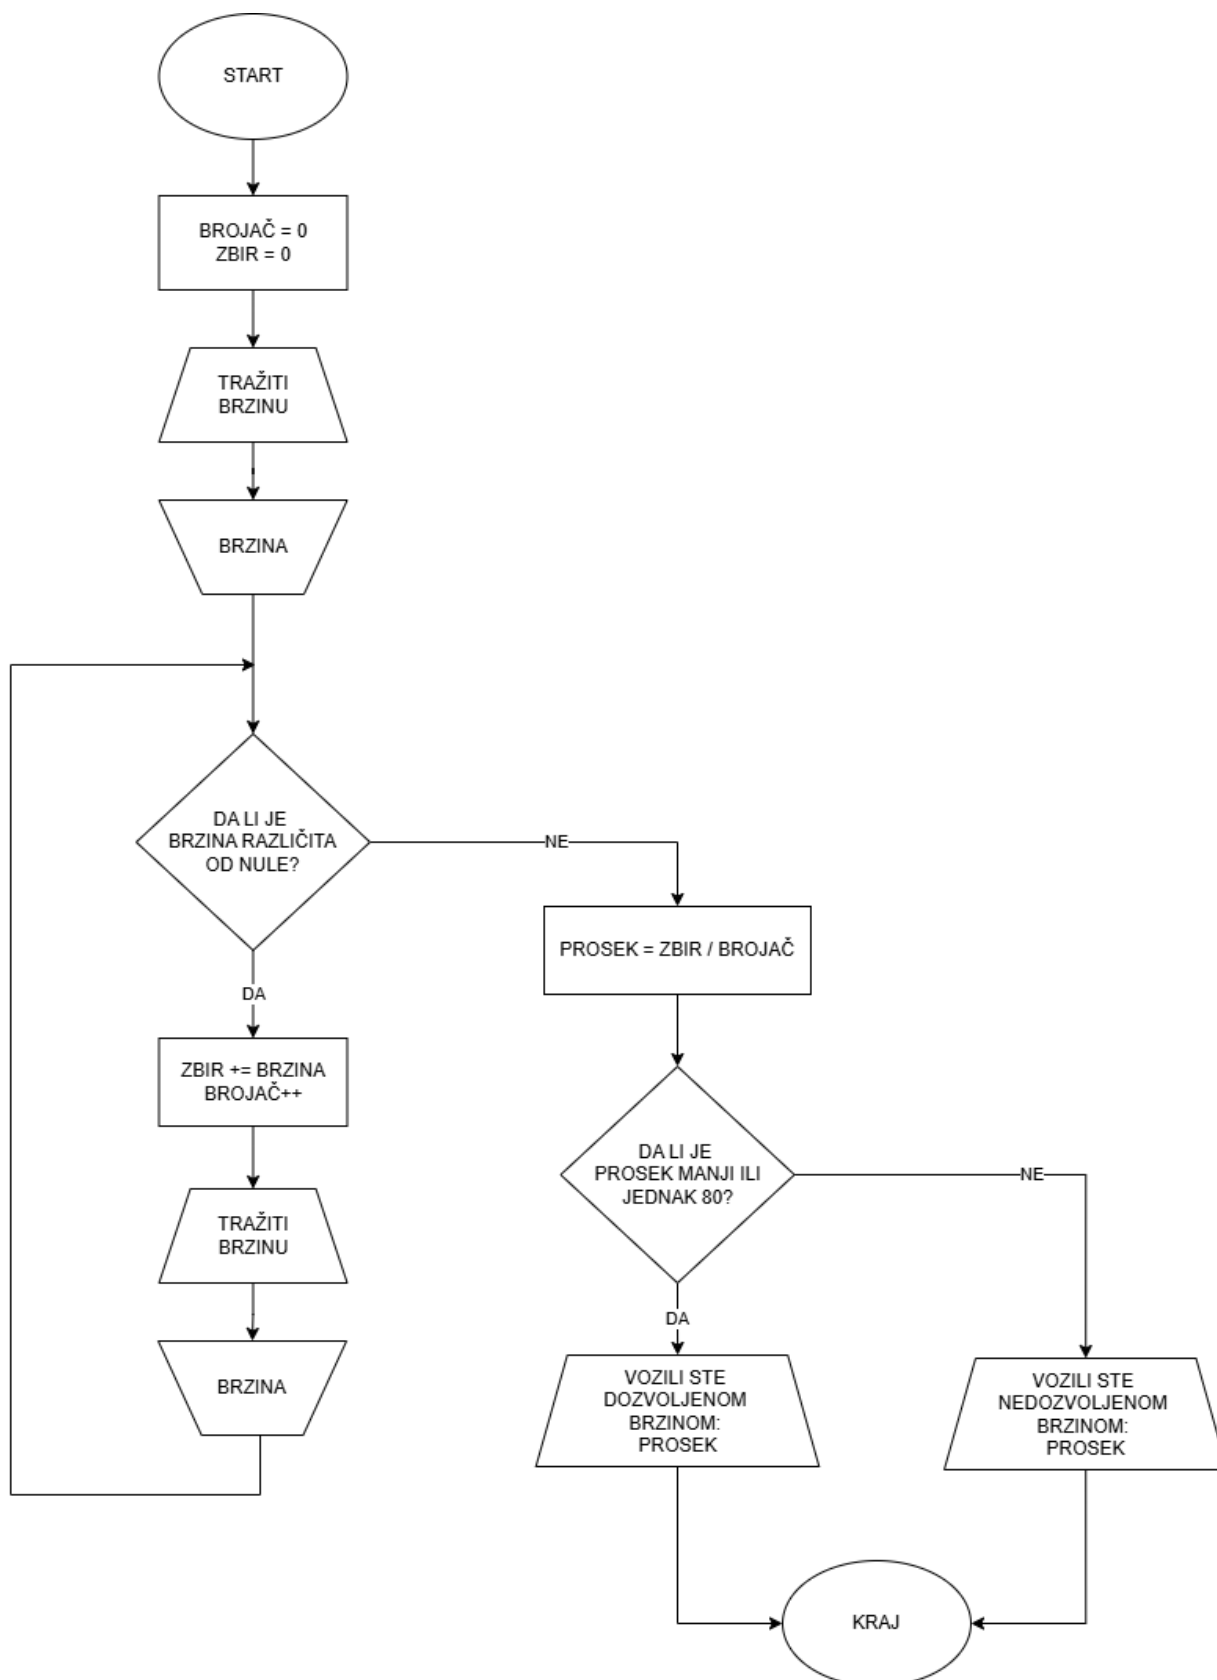 START
BROJAČ = 0
ZBIR = 0
TRAŽITI
BRZINU
BRZINA
DA LI JE
BRZINA RAZLIČITA
OD NULE?
NE
DA
PROSEK = ZBIR / BROJAČ
ZBIR += BRZINA
BROJAČ++
TRAŽITI
BRZINU
BRZINA
DA LI JE
PROSEK MANJI ILI
JEDNAK 80?
NE
DA
VOZILI STE
DOZVOLJENOM
BRZINOM:
PROSEK
VOZILI STE
NEDOZVOLJENOM
BRZINOM:
PROSEK
KRAJ